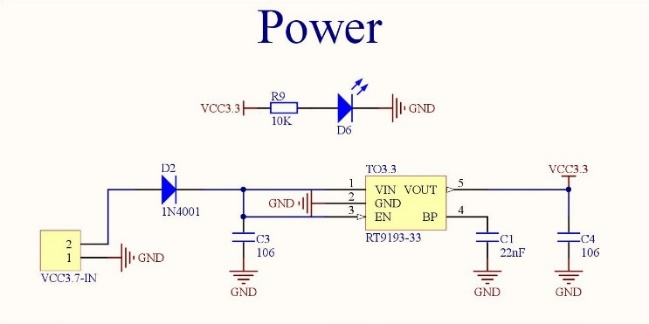 Power
R9
VCC3.3
GND
10K
D6
D2
TO3.3
VCC3.3
1 VIN VOUT 5
1N4001
GND 2 GND
3 EN BP 4
RT9193-33
2
1 GND
VCC3.7-IN
C3
106
GND
C1
22nF
GND
C4
106
GND